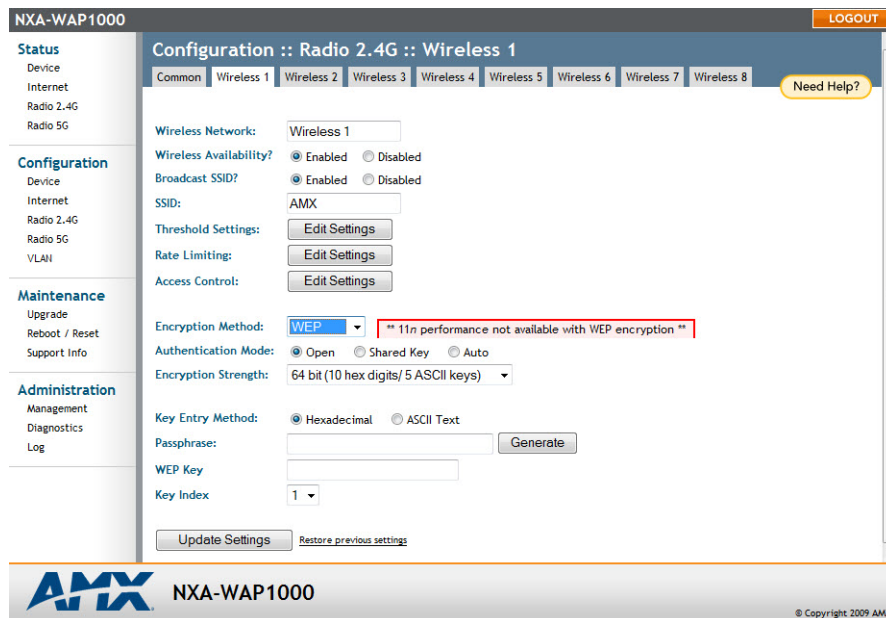 NXA-WAP1000
LOGOUT
Status
Device
Internet
Radio 2.4G
Radio 5G
Configuration
Device
Internet
Radio 2.4G
Radio 5G
VLAN
Maintenance
Upgrade
Reboot / Reset
Support Info
Administration
Management
Diagnostics
Log
Configuration :: Radio 2.4G :: Wireless 1
Common Wireless 1 Wireless 2 Wireless 3 Wireless 4 Wireless 5 Wireless 6 Wireless 7 Wireless 8
Need Help?
Wireless Network: Wireless 1
Wireless Availability? Enabled Disabled
Broadcast SSID? Enabled Disabled
SSID: AMX
Threshold Settings: Edit Settings
Rate Limiting: Edit Settings
Access Control: Edit Settings
Encryption Method: WEP ** 11n performance not available with WEP encryption **
Authentication Mode: Open Shared Key Auto
Encryption Strength: 64 bit (10 hex digits/ 5 ASCII keys)
Key Entry Method: Hexadecimal ASCII Text
Passphrase: Generate
WEP Key
Key Index 1
Update Settings Restore previous settings
AMX NXA-WAP1000
© Copyright 2009 AM